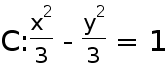 C: x²/3 - y²/3 = 1